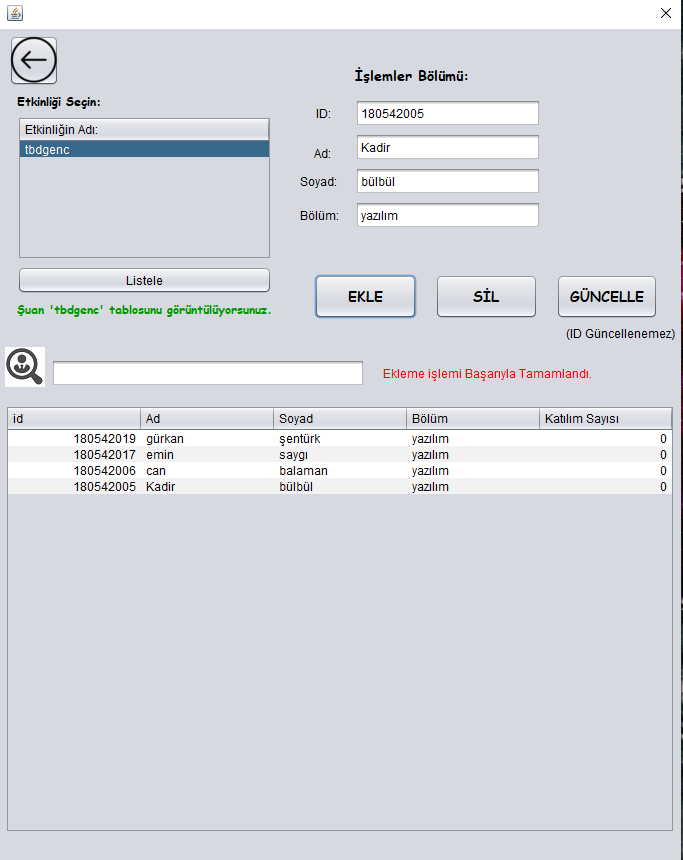 Etkinliği Seçin:
Etkinliğin Adı:
tbdgenc
Listele
Şuan 'tbdgenc' tablosunu görüntülüyorsunuz.
İşlemler Bölümü:
ID: 180542005
Ad: Kadir
Soyad: bülbül
Bölüm: yazılım
EKLE SİL GÜNCELLE
(ID Güncellenemez)
Ekleme işlemi Başarıyla Tamamlandı.
id Ad Soyad Bölüm Katılım Sayısı
180542019 gürkan şentürk yazılım 0
180542017 emin saygı yazılım 0
180542006 can balaman yazılım 0
180542005 Kadir bülbül yazılım 0